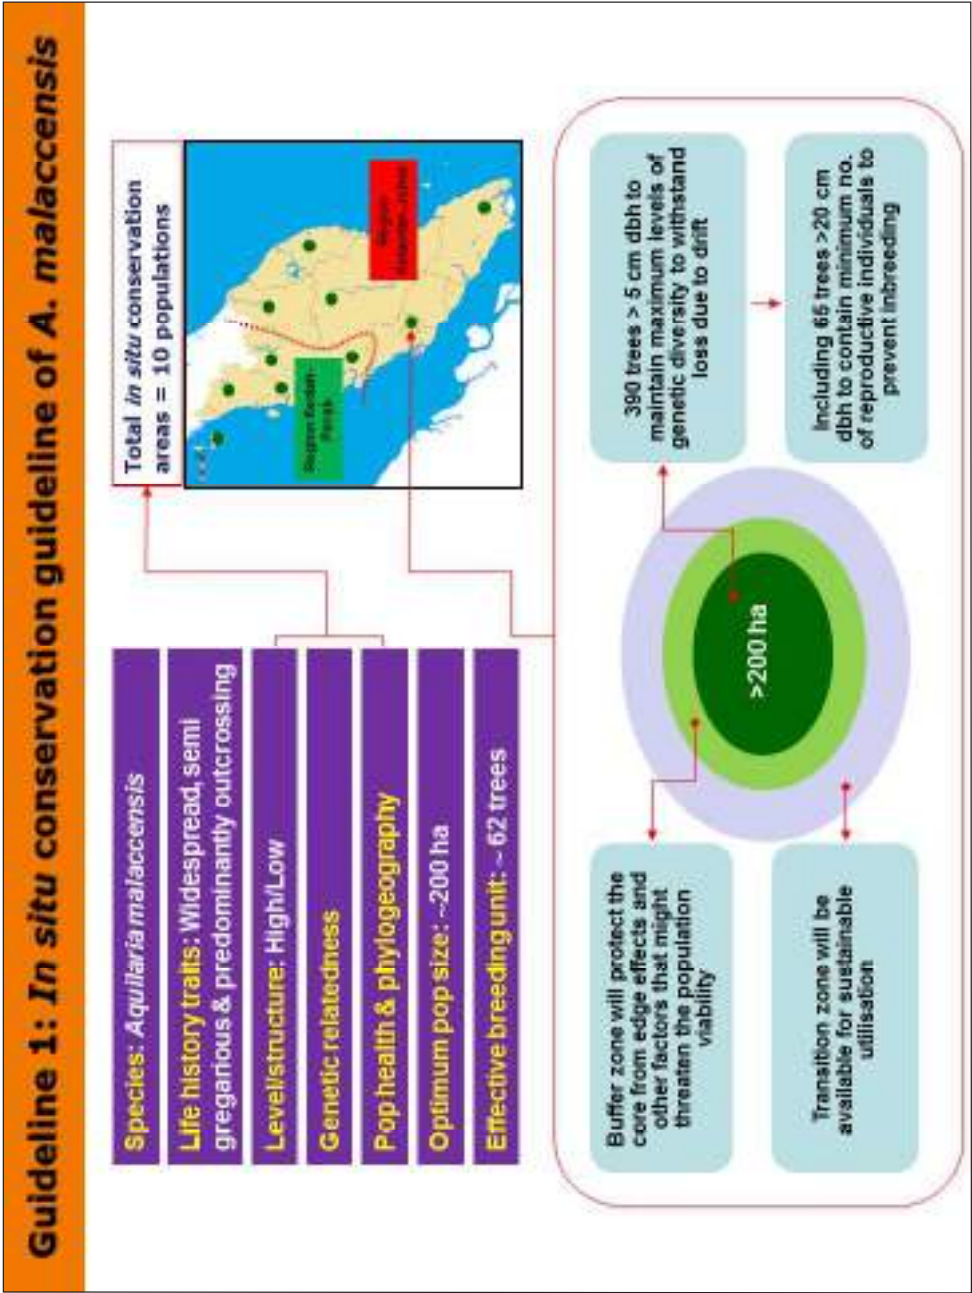 Guideline 1: In situ conservation guideline of A. malaccensis
Species: Aquilaria malaccensis
Life history traits: Widespread, semi
gregarious & predominantly outcrossing
Level/structure: High/Low
Genetic relatedness
Pop health & phylogeography
Optimum pop size: ~200 ha
Effective breeding unit: ~ 62 trees
Total in situ conservation
areas = 10 populations
Region Kedah-
Perak
Region
Buffer zone will protect the
core from edge effects and
other factors that might
threaten the population
viability
Transition zone will be
available for sustainable
utilisation
>200 ha
390 trees > 5 cm dbh to
maintain maximum levels of
genetic diversity to withstand
loss due to drift
Including 65 trees >20 cm
dbh to contain minimum no.
of reproductive individuals to
prevent inbreeding